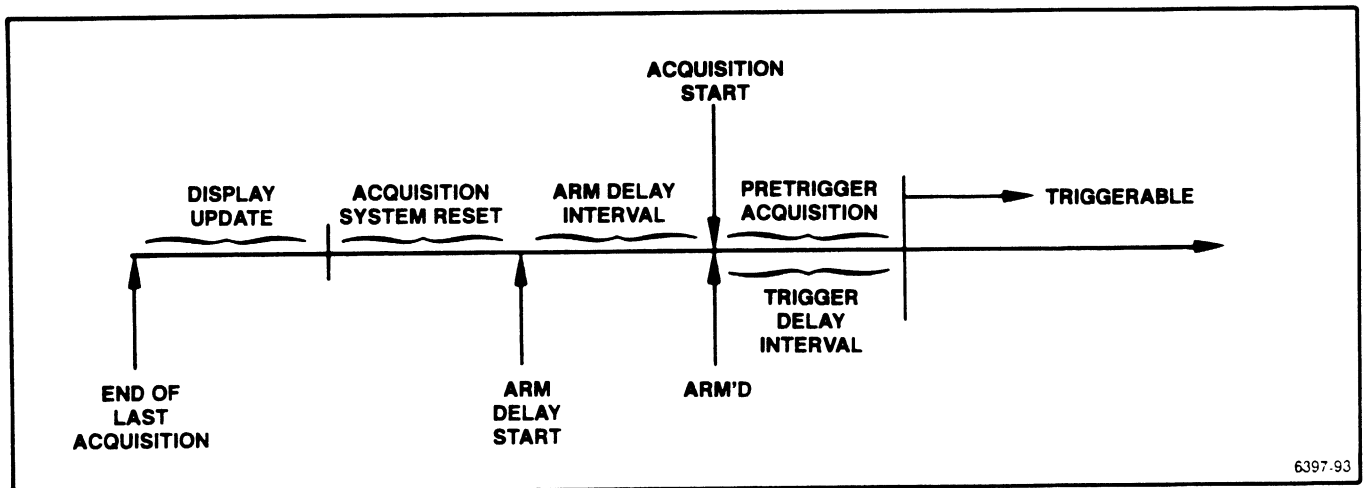 ACQUISITION
START
DISPLAY
UPDATE
ACQUISITION
SYSTEM RESET
ARM DELAY
INTERVAL
PRETRIGGER
ACQUISITION
TRIGGERABLE
TRIGGER
DELAY
INTERVAL
END OF
LAST
ACQUISITION
ARM
DELAY
START
ARM'D
6397-93